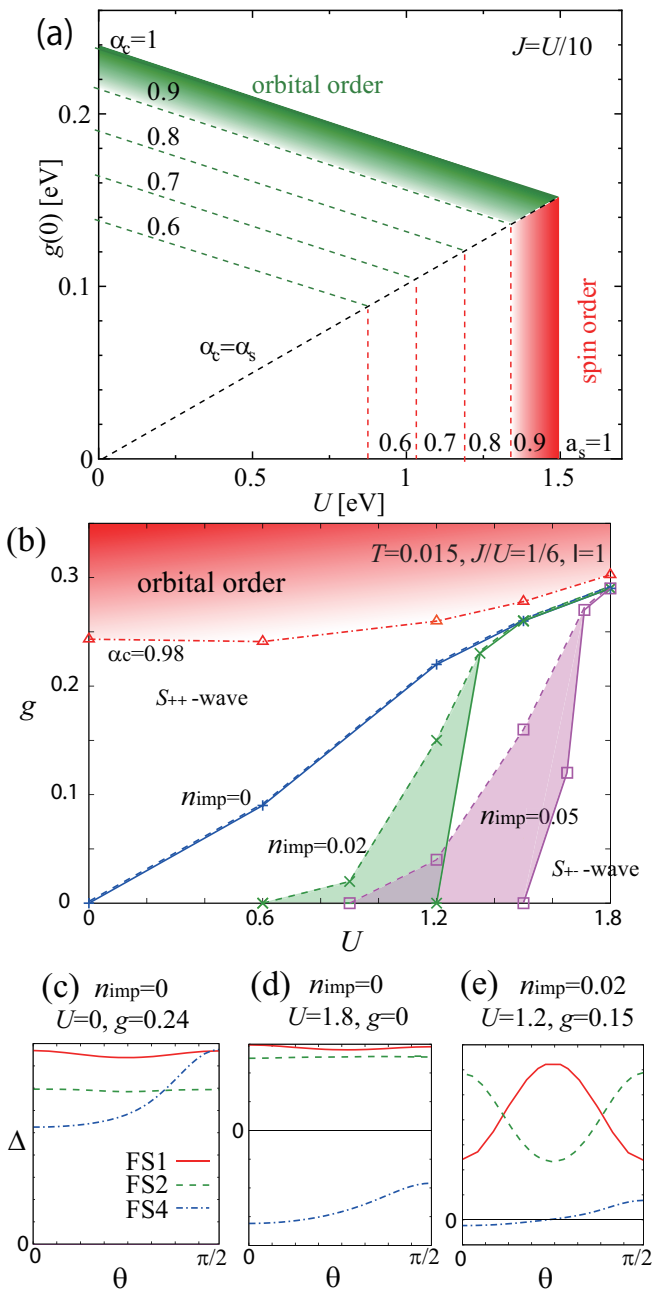 (a)
αc=1
J=U/10
orbital order
0.9
0.8
0.7
0.6
0.2
0.1
0
g(0) [eV]
αc=αs
spin order
0.6 0.7 0.8 0.9 as=1
0 0.5 1 1.5
U [eV]
(b)
T=0.015, J/U=1/6, l=1
orbital order
0.3
αc=0.98
S++ -wave
0.2
g
nimp=0
0.1
nimp=0.02
nimp=0.05
S+- -wave
0
0 0.6 1.2 1.8
U
(c) nimp=0
U=0, g=0.24
Δ
FS1
FS2
FS4
0
0 π/2
θ
(d) nimp=0
U=1.8, g=0
0
0 π/2
θ
(e) nimp=0.02
U=1.2, g=0.15
0
0 π/2
θ